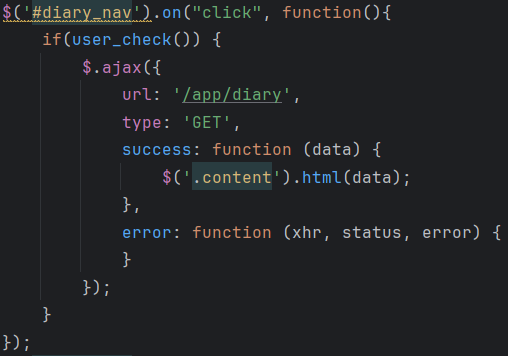 $('#diary_nav').on("click", function(){
    if(user_check()) {
        $.ajax({
            url: '/app/diary',
            type: 'GET',
            success: function (data) {
                $('.content').html(data);
            },
            error: function (xhr, status, error) {
            }
        });
    }
});